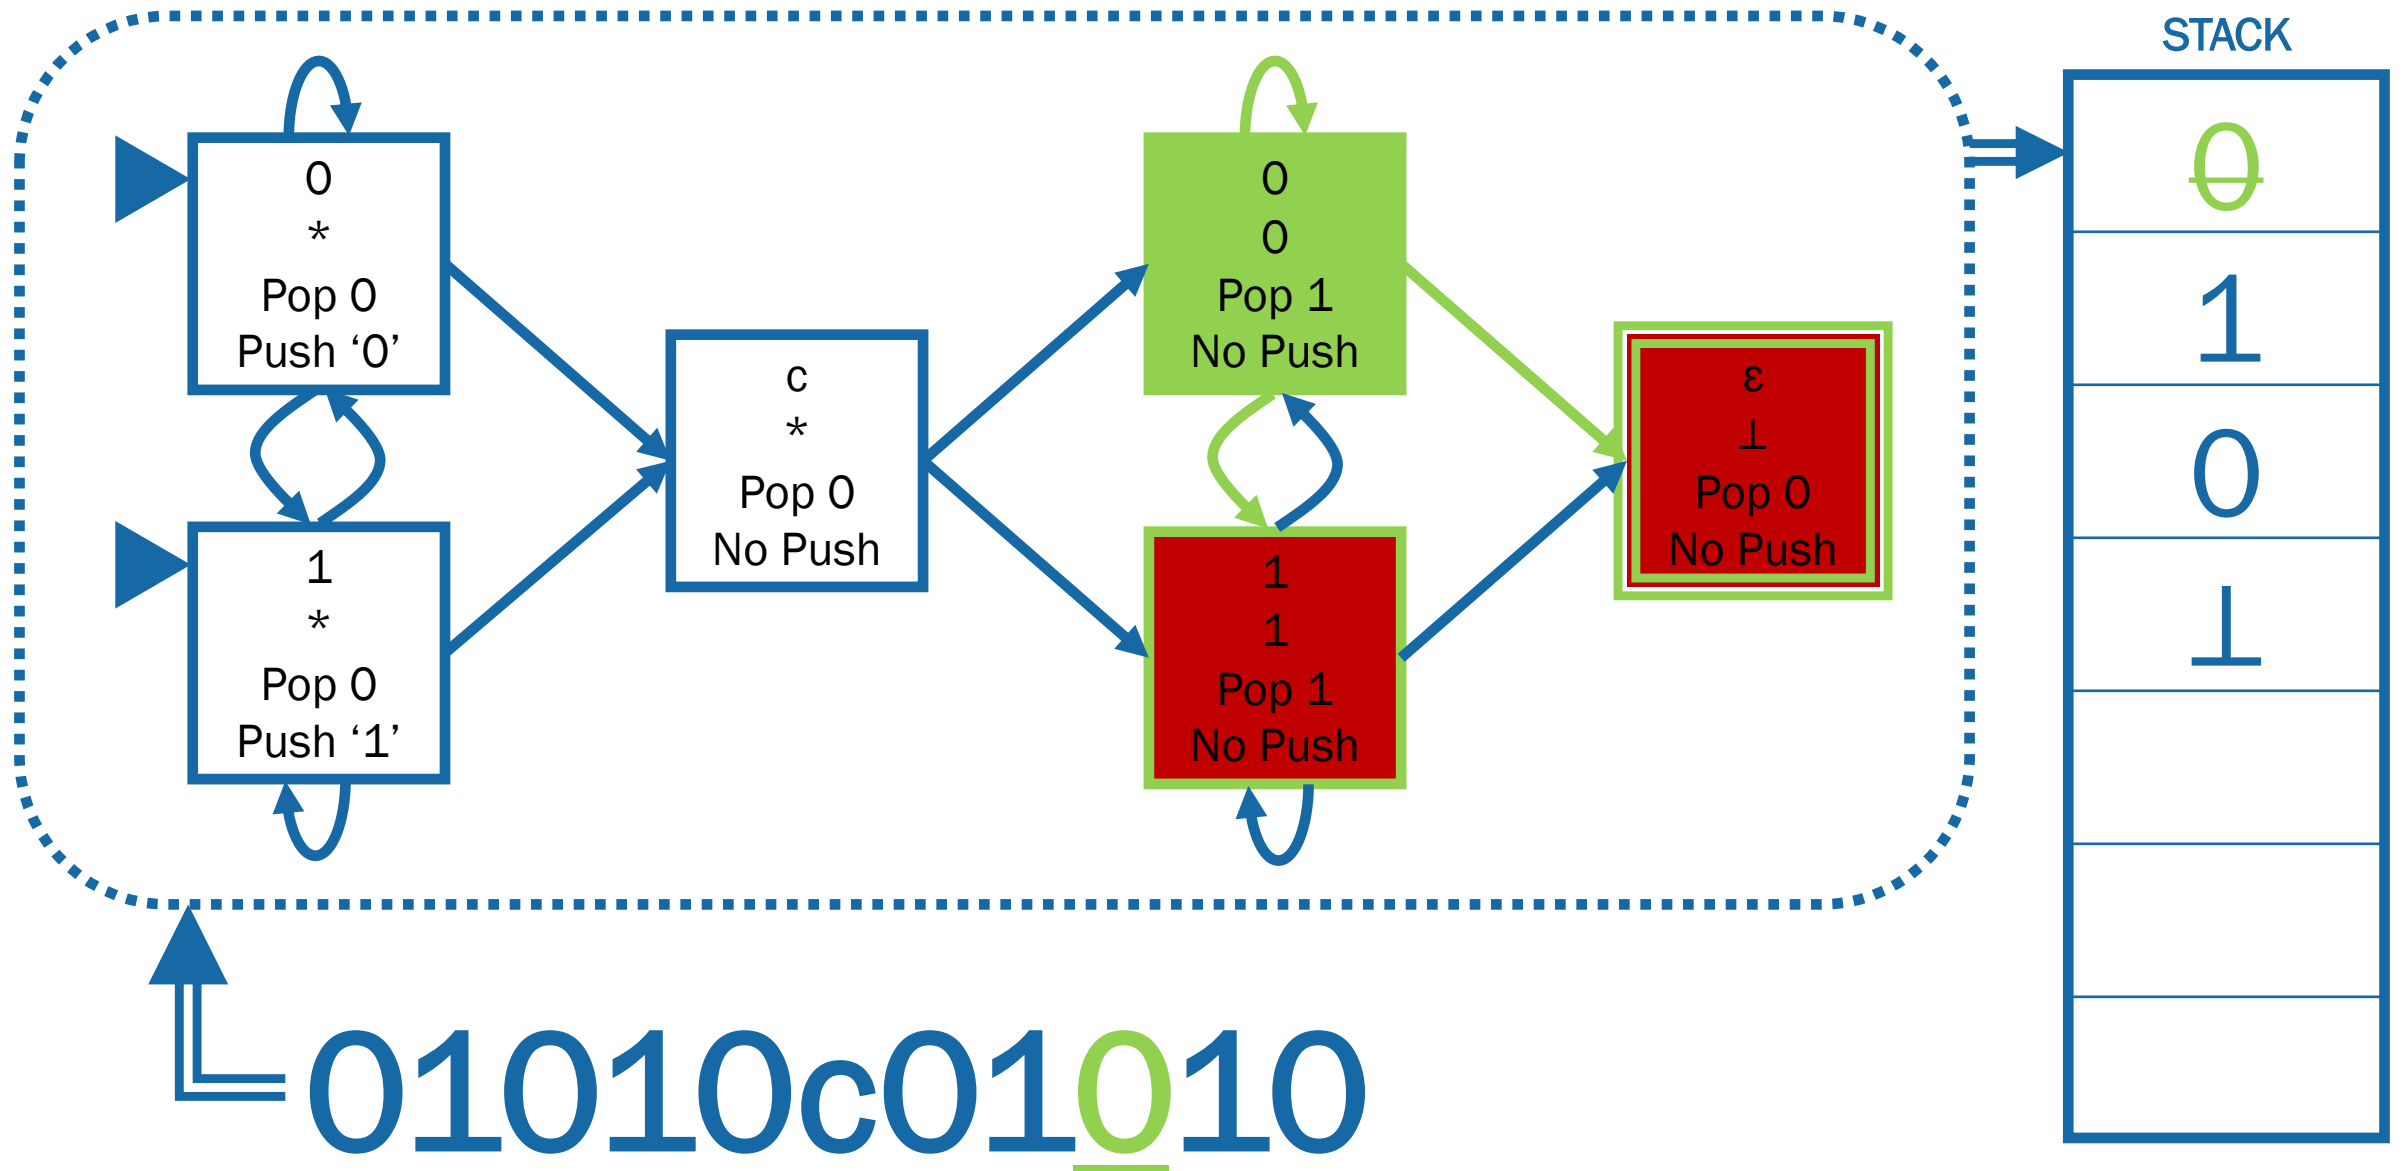 STACK
0
*
Pop 0
Push ‘0’
1
*
Pop 0
Push ‘1’
c
*
Pop 0
No Push
0
0
Pop 1
No Push
1
1
Pop 1
No Push
ε
⊥
Pop 0
No Push
0
1
0
⊥
01010c01010